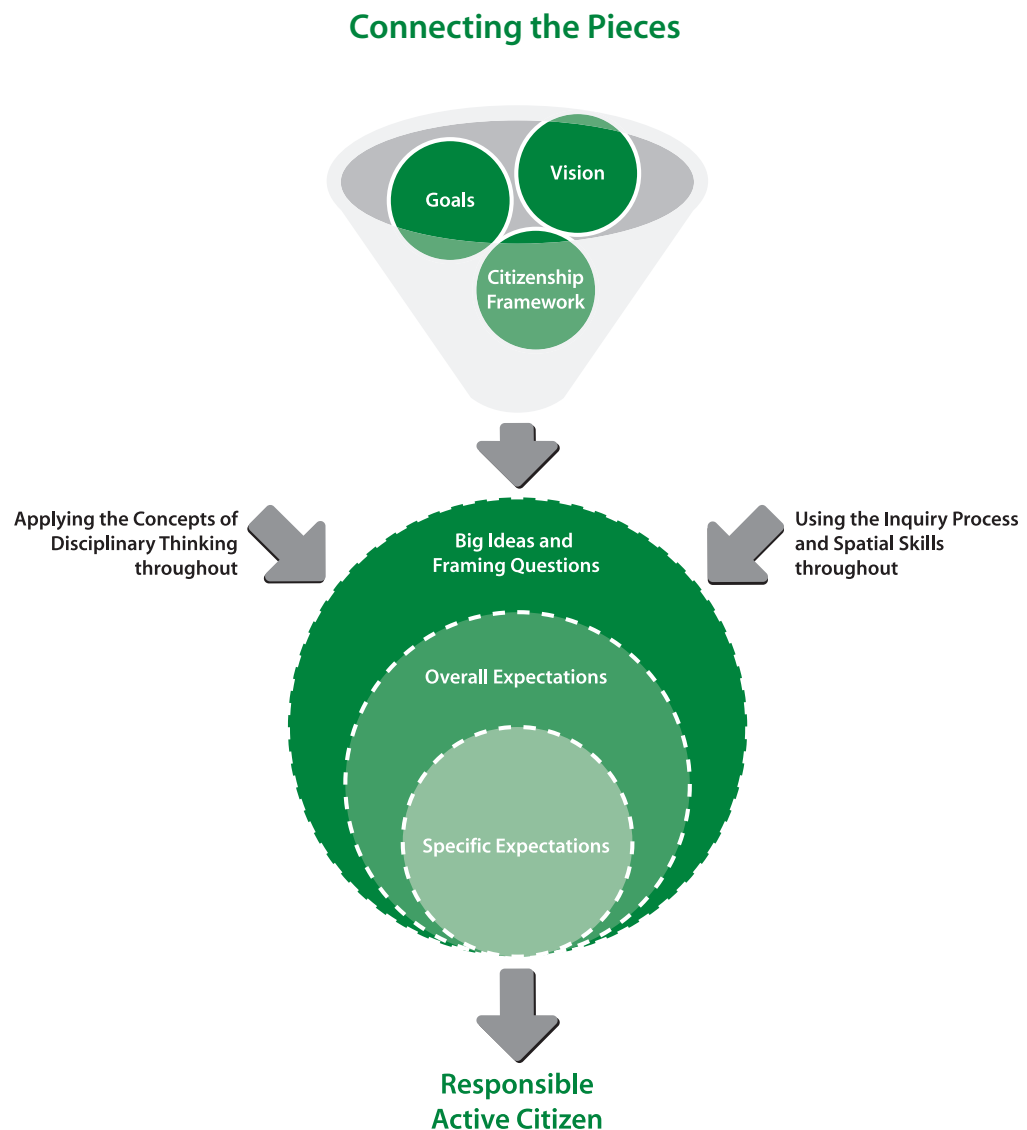 Connecting the Pieces
Vision
Goals
Citizenship
Framework
Applying the Concepts of
Disciplinary Thinking
throughout
Using the Inquiry Process
and Spatial Skills
throughout
Big Ideas and
Framing Questions
Overall Expectations
Specific Expectations
Responsible
Active Citizen